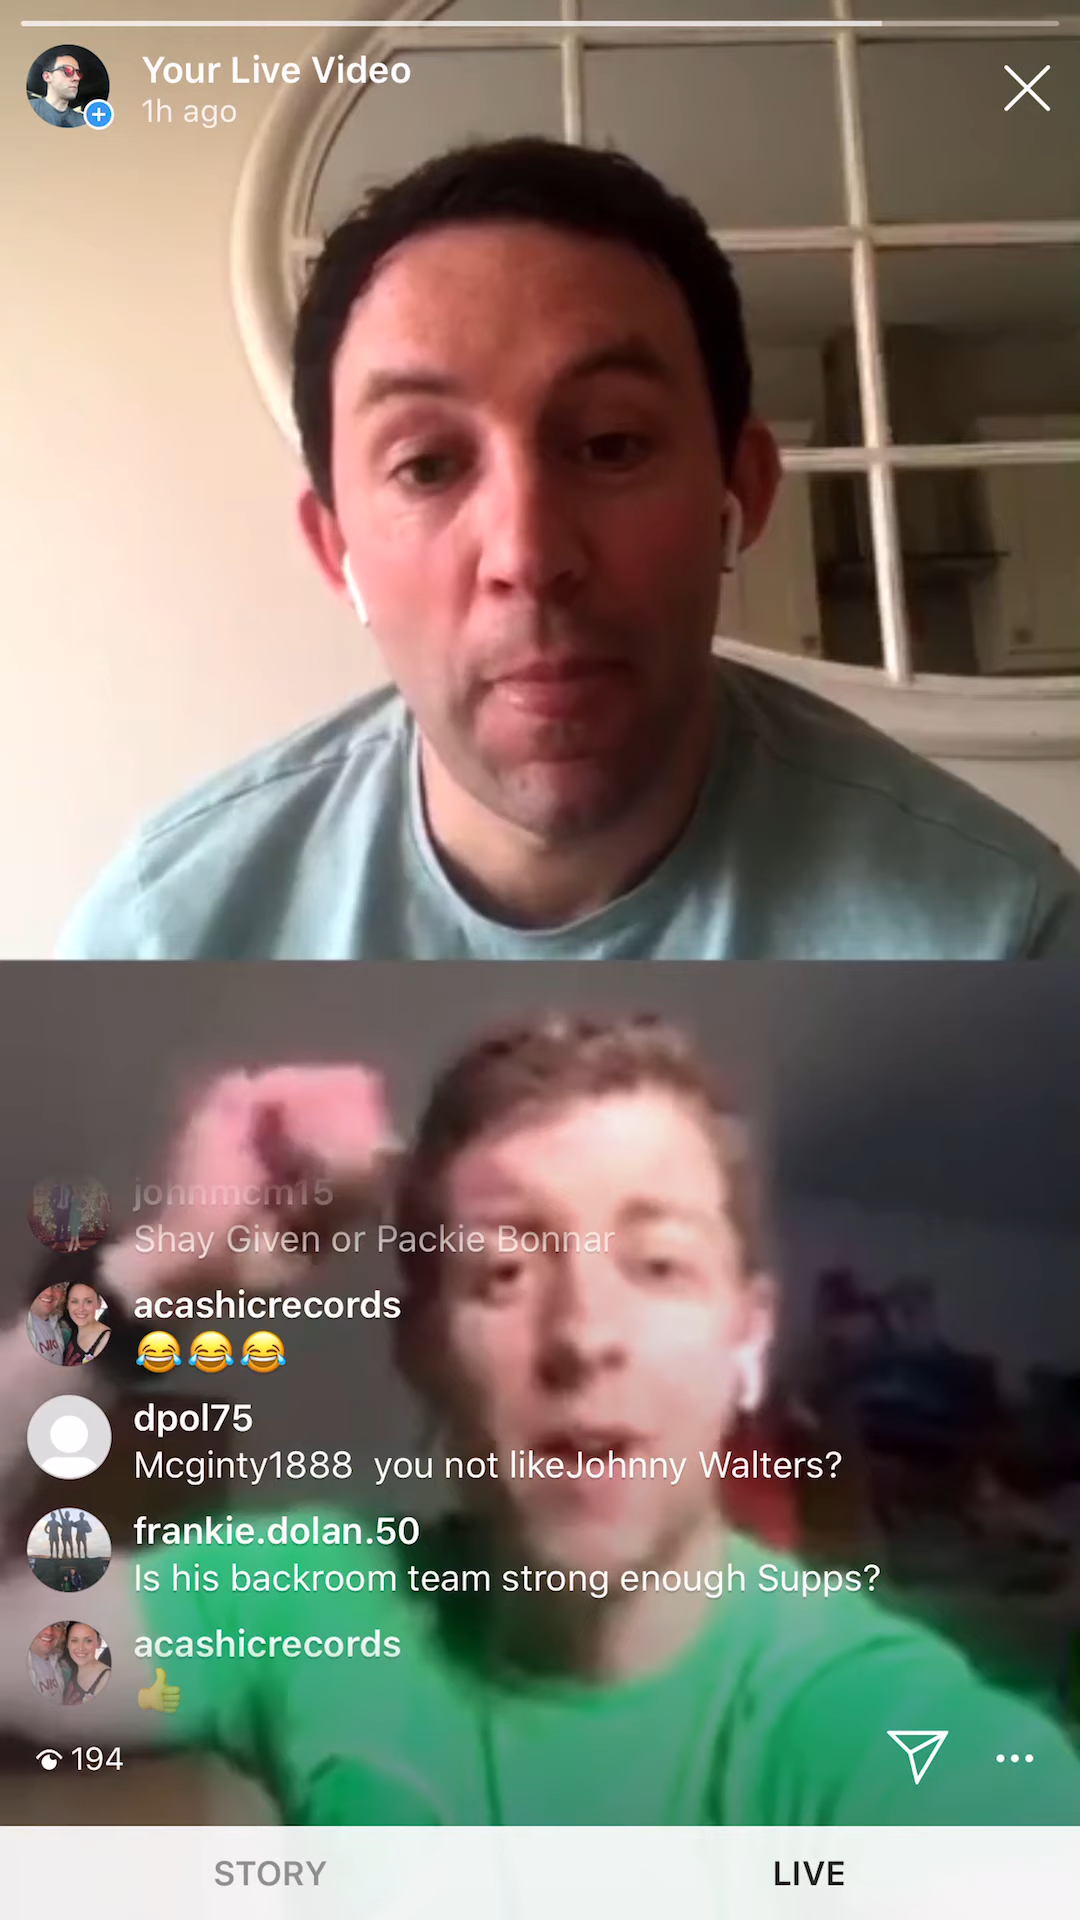 Your Live Video
1h ago
johnmcm15
Shay Given or Packie Bonnar
acashicrecords
😂😂😂
dpol75
Mcginty1888  you not likeJohnny Walters?
frankie.dolan.50
Is his backroom team strong enough Supps?
acashicrecords
👍
194
STORY
LIVE